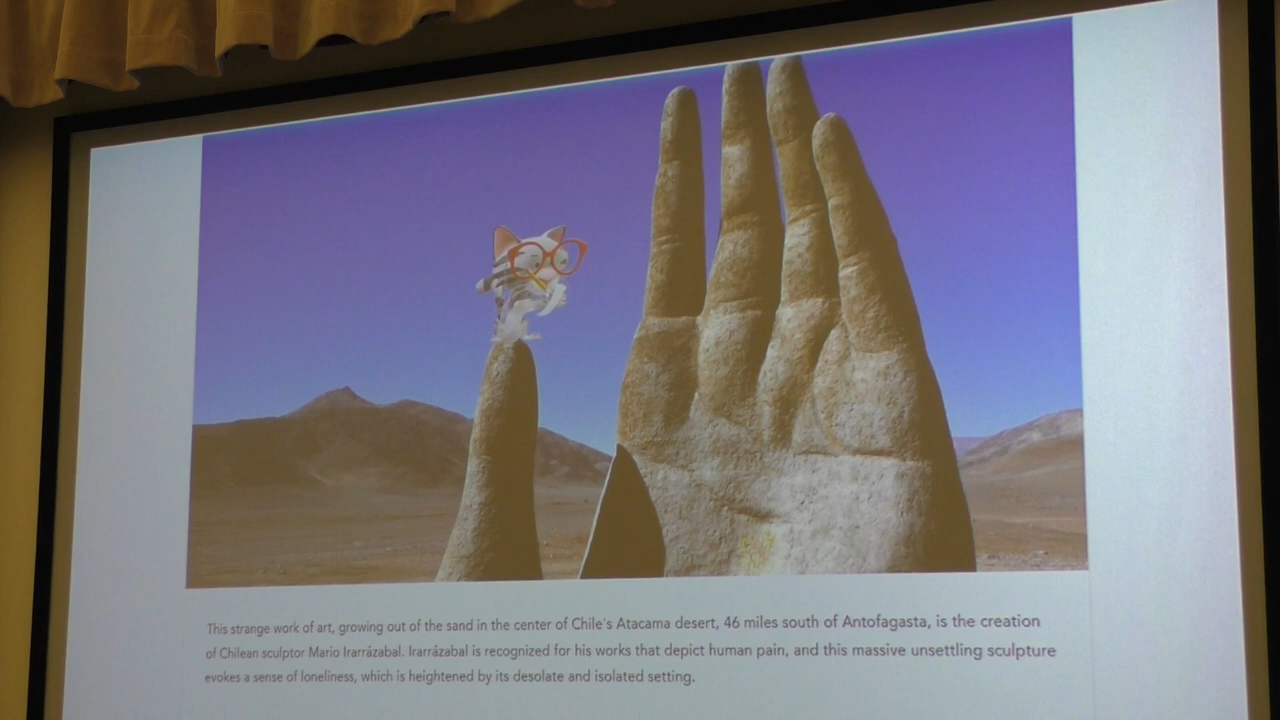 This strange work of art, growing out of the sand in the center of Chile's Atacama desert, 46 miles south of Antofagasta, is the creation
of Chilean sculptor Mario Irarrázabal. Irarrázabal is recognized for his works that depict human pain, and this massive unsettling sculpture
evokes a sense of loneliness, which is heightened by its desolate and isolated setting.